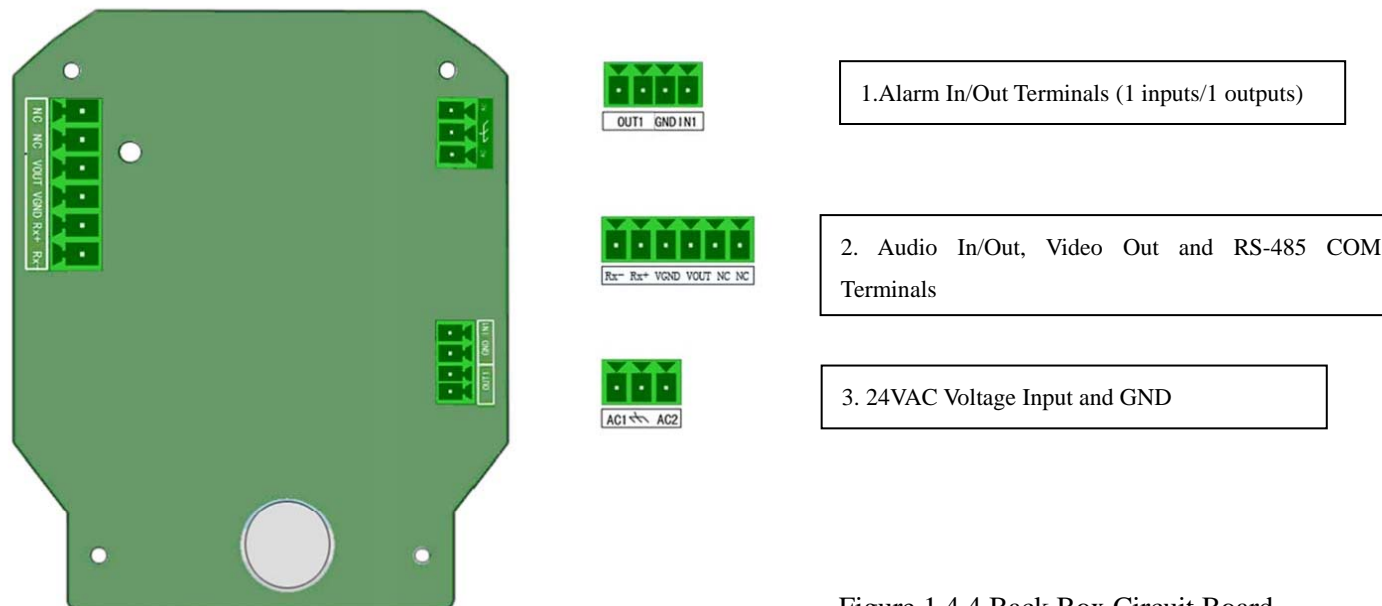 NC NC VOUT VGND Rx+ Rx-
IN1 GND OUT1
OUT1 GND IN1
1.Alarm In/Out Terminals (1 inputs/1 outputs)
Rx- Rx+ VGND VOUT NC NC
2. Audio In/Out, Video Out and RS-485 COM
Terminals
AC1 AC2
3. 24VAC Voltage Input and GND
Figure 1.4.4 Back Box Circuit Board